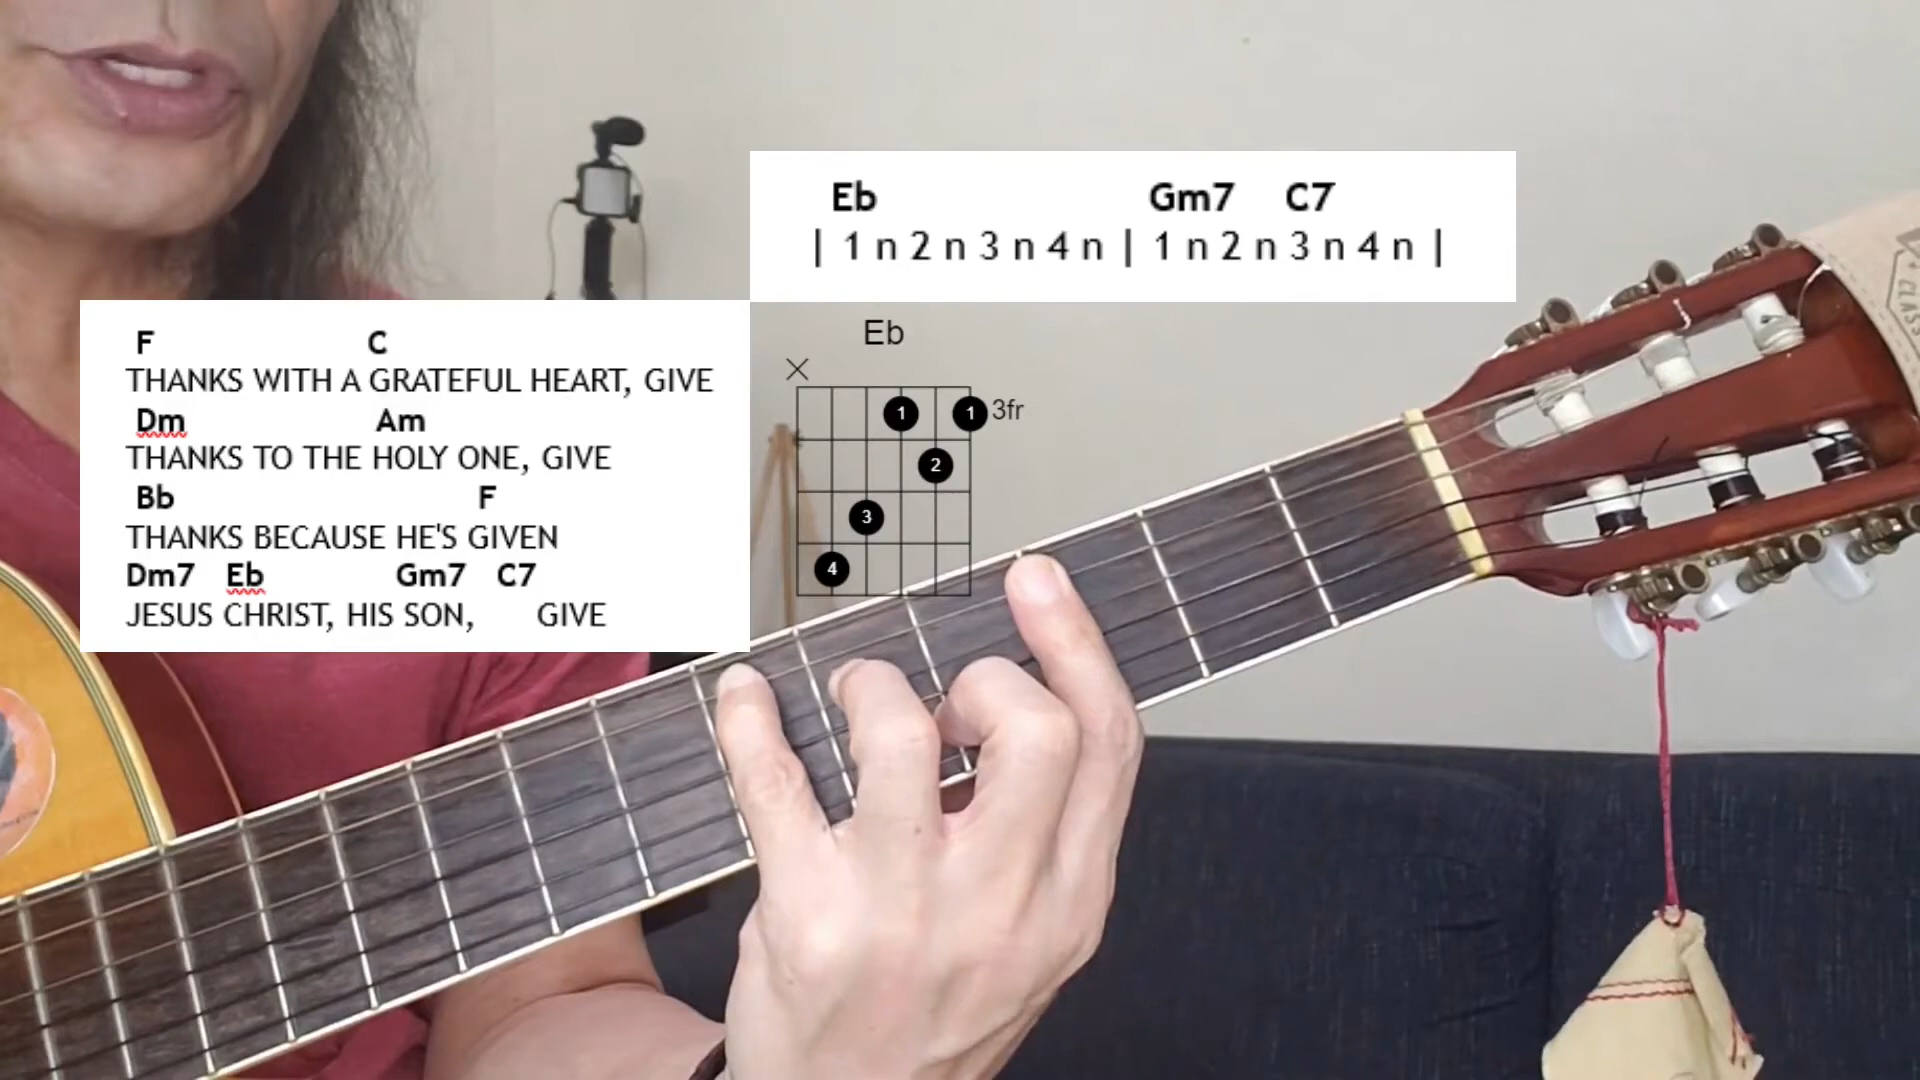 Eb Gm7 C7
| 1 n 2 n 3 n 4 n | 1 n 2 n 3 n 4 n |
F C
THANKS WITH A GRATEFUL HEART, GIVE
Dm Am
THANKS TO THE HOLY ONE, GIVE
Bb F
THANKS BECAUSE HE'S GIVEN
Dm7 Eb Gm7 C7
JESUS CHRIST, HIS SON, GIVE
Eb
1 1 3fr
2
3
4
CLASS